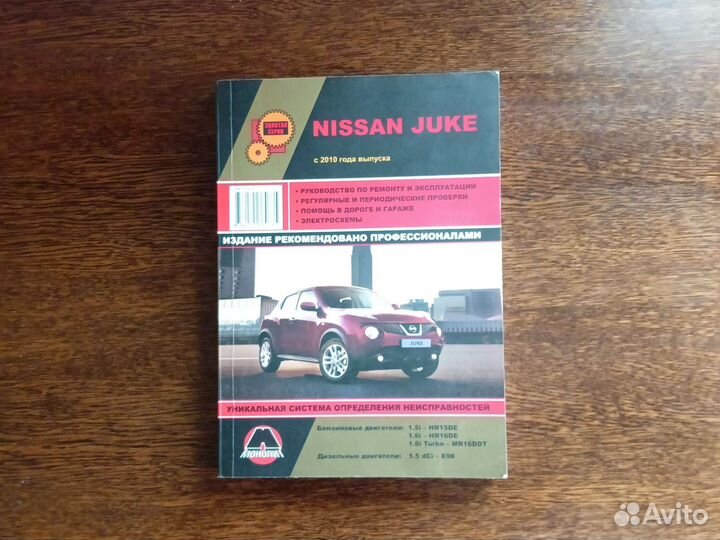 ЗОЛОТАЯ
СЕРИЯ
NISSAN JUKE
с 2010 года выпуска
• РУКОВОДСТВО ПО РЕМОНТУ И ЭКСПЛУАТАЦИИ
• РЕГУЛЯРНЫЕ И ПЕРИОДИЧЕСКИЕ ПРОВЕРКИ
• ПОМОЩЬ В ДОРОГЕ И ГАРАЖЕ
• ЭЛЕКТРОСХЕМЫ
ИЗДАНИЕ РЕКОМЕНДОВАНО ПРОФЕССИОНАЛАМИ
JUKE
УНИКАЛЬНАЯ СИСТЕМА ОПРЕДЕЛЕНИЯ НЕИСПРАВНОСТЕЙ
Бензиновые двигатели: 1.5i - HR15DE
1.6i - HR16DE
1.6i Turbo - MR16DDT
Дизельные двигатели: 1.5 dCi - K9K
МОНОЛИТ
Avito